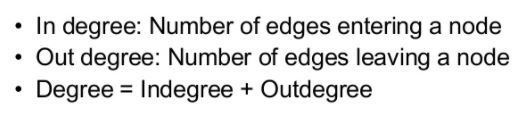 • In degree: Number of edges entering a node
• Out degree: Number of edges leaving a node
• Degree = Indegree + Outdegree